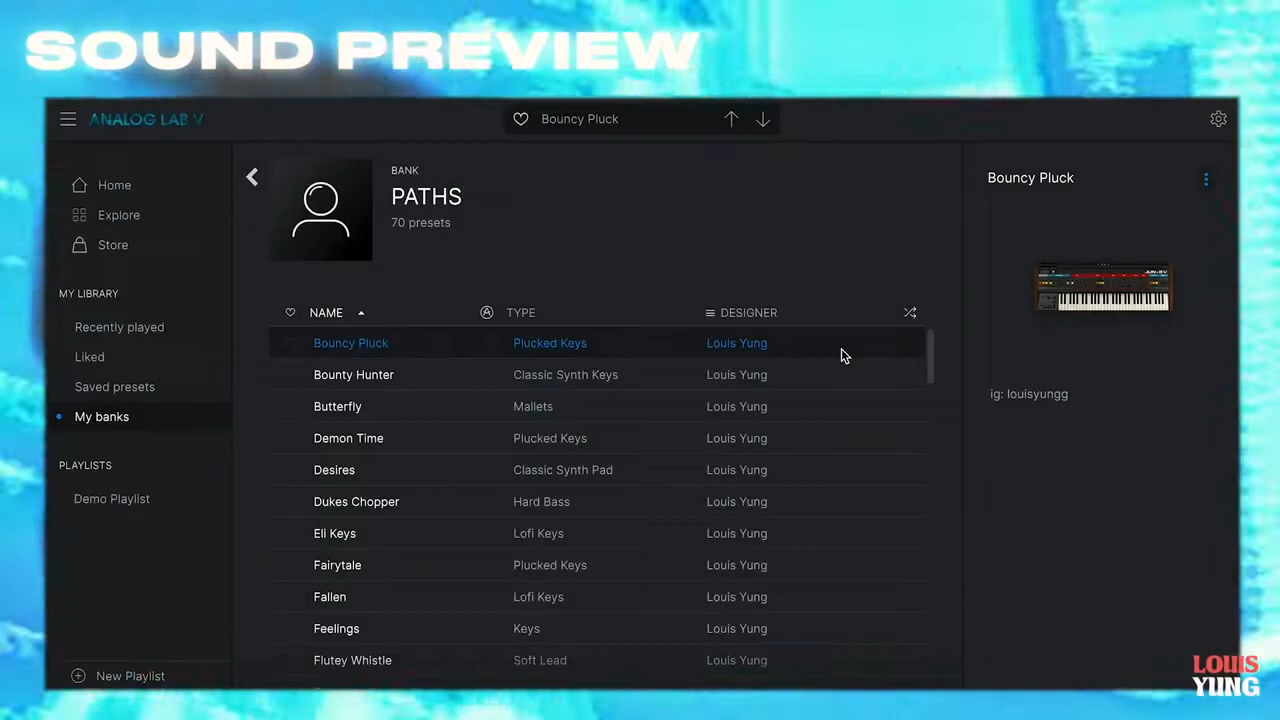 SOUND PREVIEW
ANALOG LAB V
Bouncy Pluck
Home
Explore
Store
MY LIBRARY
Recently played
Liked
Saved presets
My banks
PLAYLISTS
Demo Playlist
New Playlist
BANK
PATHS
70 presets
NAME TYPE DESIGNER
Bouncy Pluck Plucked Keys Louis Yung
Bounty Hunter Classic Synth Keys Louis Yung
Butterfly Mallets Louis Yung
Demon Time Plucked Keys Louis Yung
Desires Classic Synth Pad Louis Yung
Dukes Chopper Hard Bass Louis Yung
Eli Keys Lofi Keys Louis Yung
Fairytale Plucked Keys Louis Yung
Fallen Lofi Keys Louis Yung
Feelings Keys Louis Yung
Flutey Whistle Soft Lead Louis Yung
Bouncy Pluck
JUN-6V
ig: louisyungg
LOUIS
YUNG